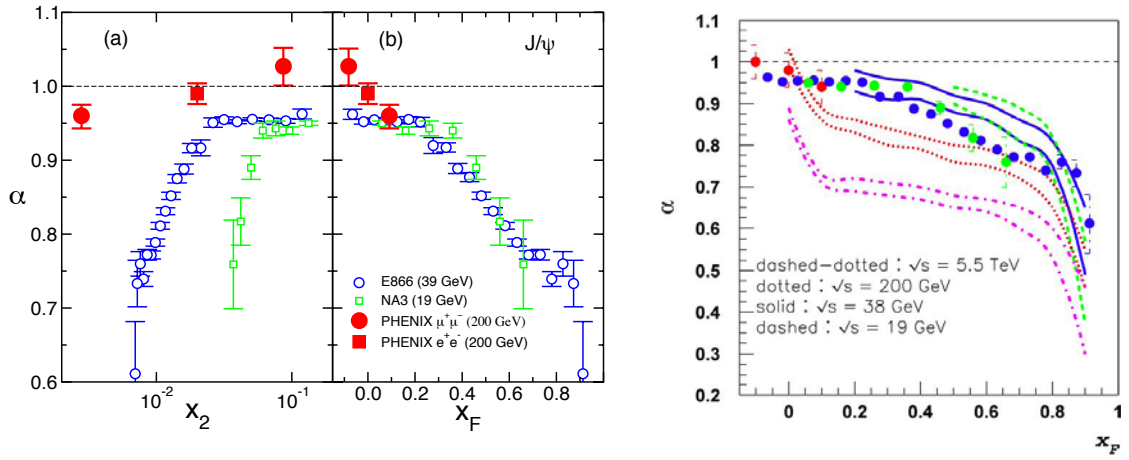 1.1
1.0
0.9
0.8
0.7
0.6
α
(a)
(b)
J/ψ
E866 (39 GeV)
NA3 (19 GeV)
PHENIX μ⁺μ⁻ (200 GeV)
PHENIX e⁺e⁻ (200 GeV)
10⁻²
10⁻¹
0.0
0.2
0.4
0.6
0.8
x₂
x_F
1.1
1
0.9
0.8
0.7
0.6
0.5
0.4
0.3
0.2
α
dashed-dotted : √s = 5.5 TeV
dotted : √s = 200 GeV
solid : √s = 38 GeV
dashed : √s = 19 GeV
0
0.2
0.4
0.6
0.8
1
x_F